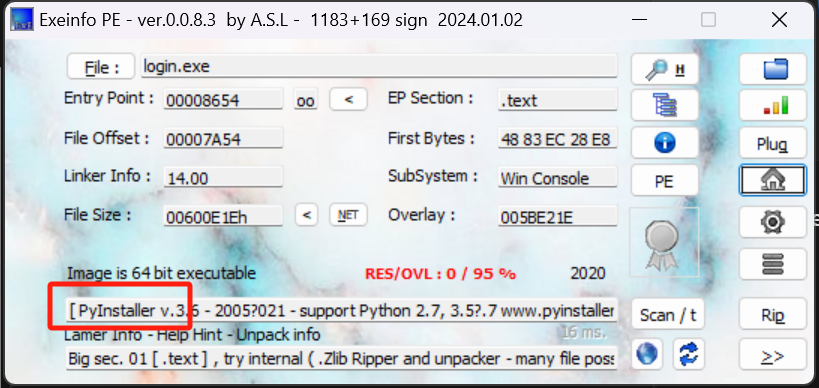 Exeinfo PE - ver.0.0.8.3 by A.S.L - 1183+169 sign 2024.01.02
File : login.exe H
Entry Point : 00008654 oo < EP Section : .text
File Offset : 00007A54 First Bytes : 48 83 EC 28 E8 Plug
Linker Info : 14.00 SubSystem : Win Console PE
File Size : 00600E1Eh < NET Overlay : 005BE21E
Image is 64 bit executable RES/OVL : 0 / 95 % 2020
[ PyInstaller v.3.6 - 2005?021 - support Python 2.7, 3.5?.7 www.pyinstaller Scan / t Rip
Lamer Info - Help Hint - Unpack info 16 ms.
Big sec. 01 [ .text ] , try internal ( .Zlib Ripper and unpacker - many file poss >>